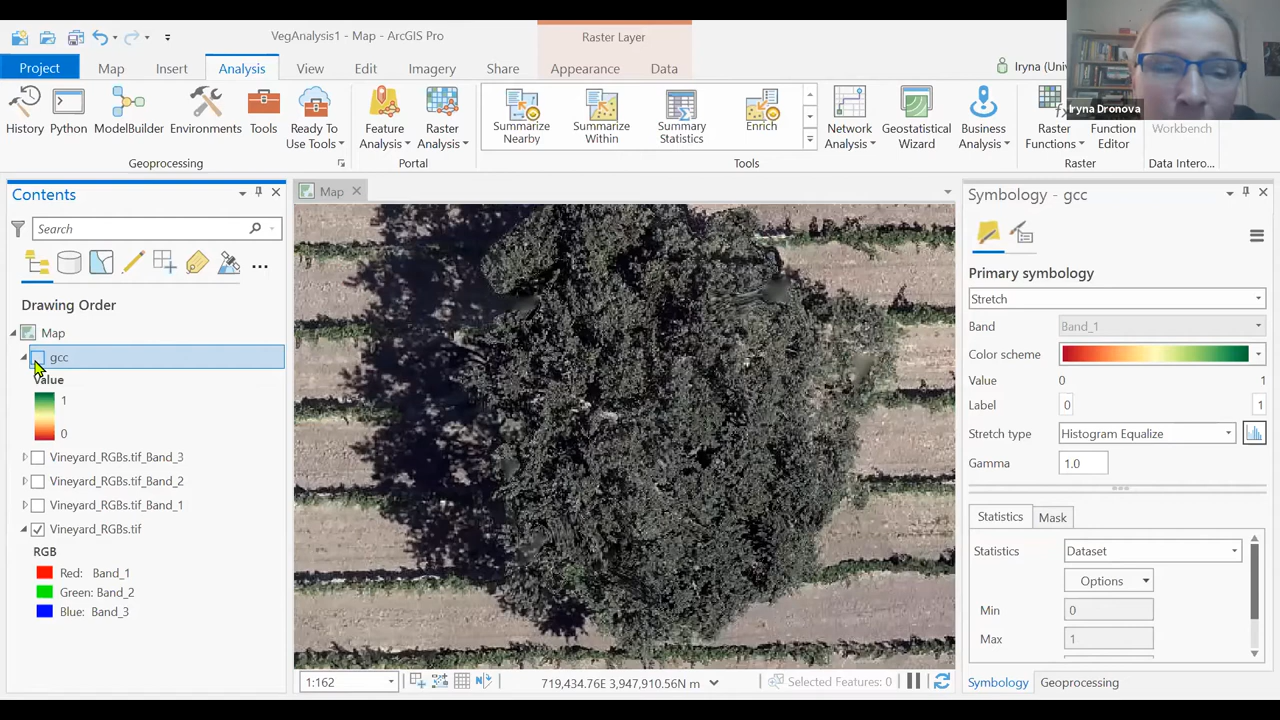 VegAnalysis1 - Map - ArcGIS Pro
Raster Layer
Project
Map
Insert
Analysis
View
Edit
Imagery
Share
Appearance
Data
Iryna (Univ
Iryna Dronova
History
Python
ModelBuilder
Environments
Tools
Ready To
Use Tools
Feature
Analysis
Raster
Analysis
Summarize
Nearby
Summarize
Within
Summary
Statistics
Enrich
Network
Analysis
Geostatistical
Wizard
Business
Analysis
Raster
Functions
Function
Editor
Workbench
Geoprocessing
Portal
Tools
Raster
Data Intero...
Contents
Search
Drawing Order
Map
gcc
Value
1
0
Vineyard_RGBs.tif_Band_3
Vineyard_RGBs.tif_Band_2
Vineyard_RGBs.tif_Band_1
Vineyard_RGBs.tif
RGB
Red: Band_1
Green: Band_2
Blue: Band_3
Map
1:162
719,434.76E 3,947,910.56N m
Selected Features: 0
Symbology - gcc
Primary symbology
Stretch
Band Band_1
Color scheme
Value 0 1
Label 0 1
Stretch type Histogram Equalize
Gamma 1.0
Statistics Mask
Statistics Dataset
Options
Min 0
Max 1
Symbology Geoprocessing